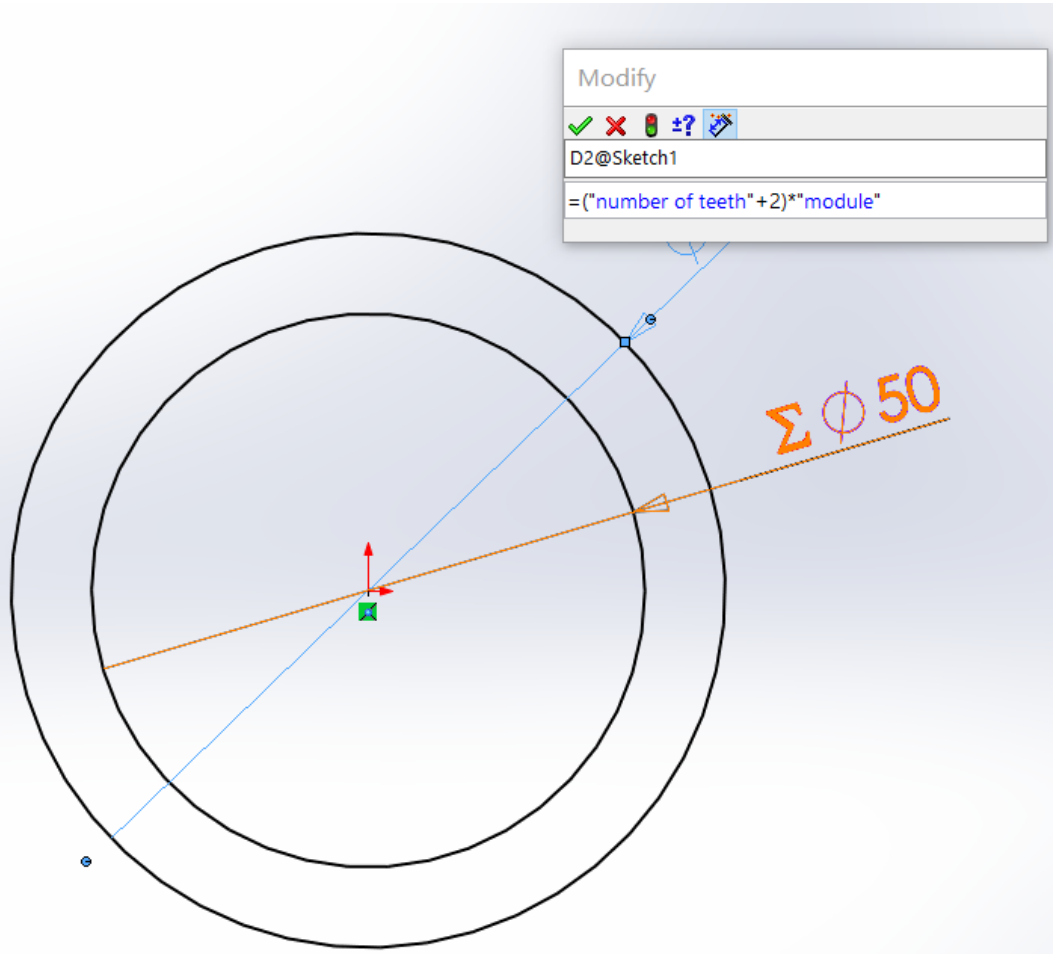 Modify
±?
D2@Sketch1
=("number of teeth"+2)*"module"
Σ∅50